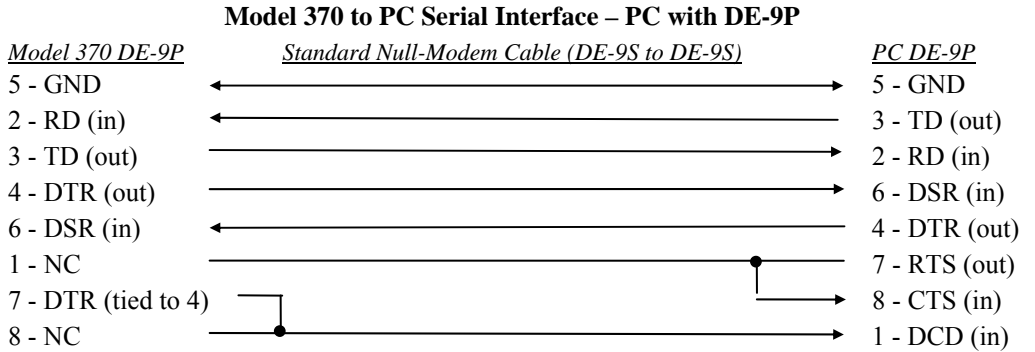 Model 370 to PC Serial Interface – PC with DE-9P
Model 370 DE-9P Standard Null-Modem Cable (DE-9S to DE-9S) PC DE-9P
5 - GND 5 - GND
2 - RD (in) 3 - TD (out)
3 - TD (out) 2 - RD (in)
4 - DTR (out) 6 - DSR (in)
6 - DSR (in) 4 - DTR (out)
1 - NC 7 - RTS (out)
7 - DTR (tied to 4) 8 - CTS (in)
8 - NC 1 - DCD (in)